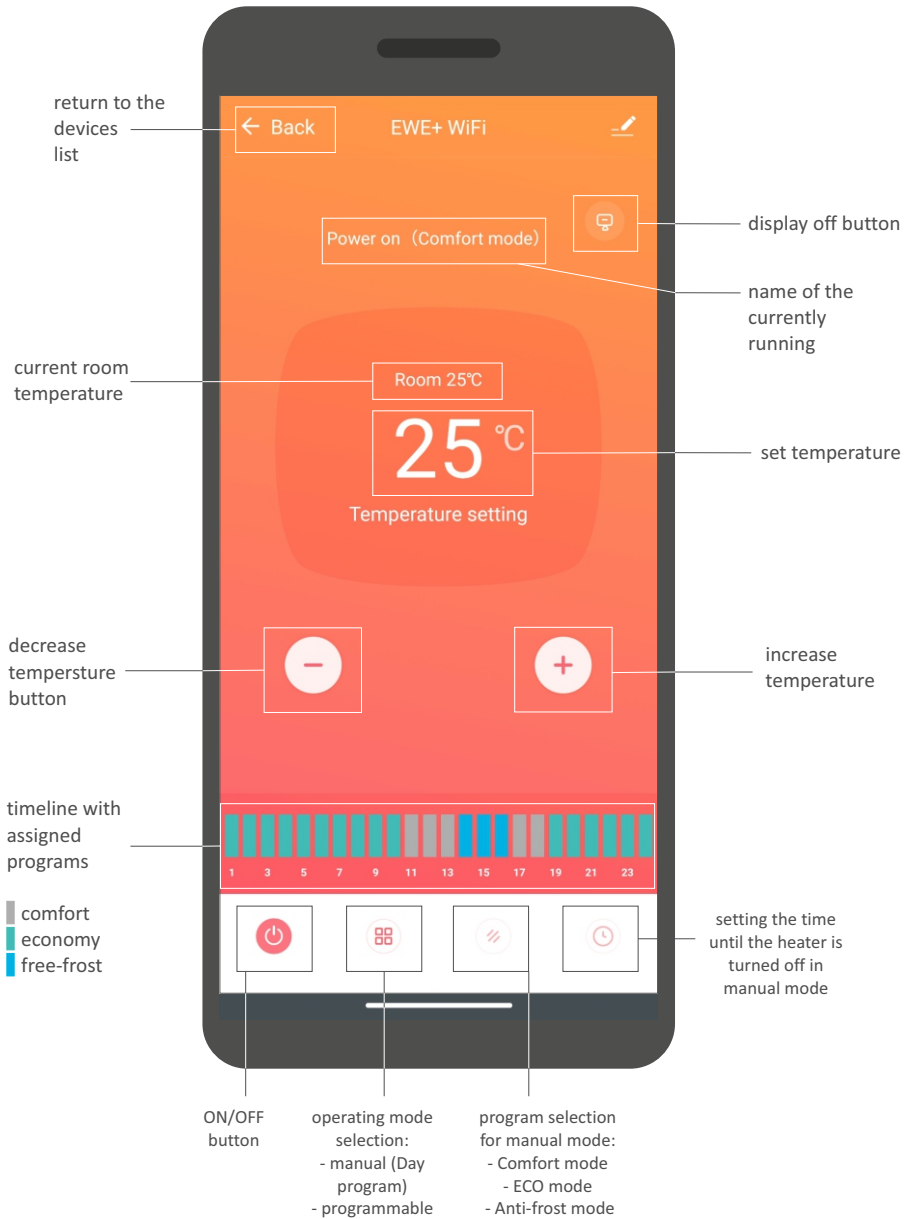 return to the
devices
list
← Back
EWE+ WiFi
display off button
Power on（Comfort mode）
name of the
currently
running
current room
temperature
Room 25℃
25 ℃
set temperature
Temperature setting
decrease
tempersture
button
increase
temperature
timeline with
assigned
programs
1 3 5 7 9 11 13 15 17 19 21 23
comfort
economy
free-frost
setting the time
until the heater is
turned off in
manual mode
ON/OFF
button
operating mode
selection:
- manual (Day
program)
- programmable
program selection
for manual mode:
- Comfort mode
- ECO mode
- Anti-frost mode